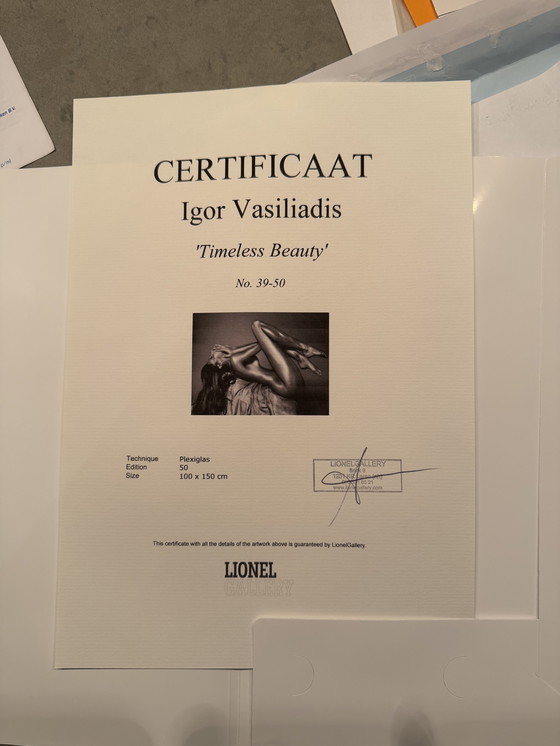 CERTIFICAAT
Igor Vasiliadis
'Timeless Beauty'
No. 39-50
Technique Plexiglas
Edition 50
Size 100 x 150 cm
LIONELGALLERY
This certificate with all the details of the artwork above is guaranteed by LionelGallery.
LIONEL
GALLERY